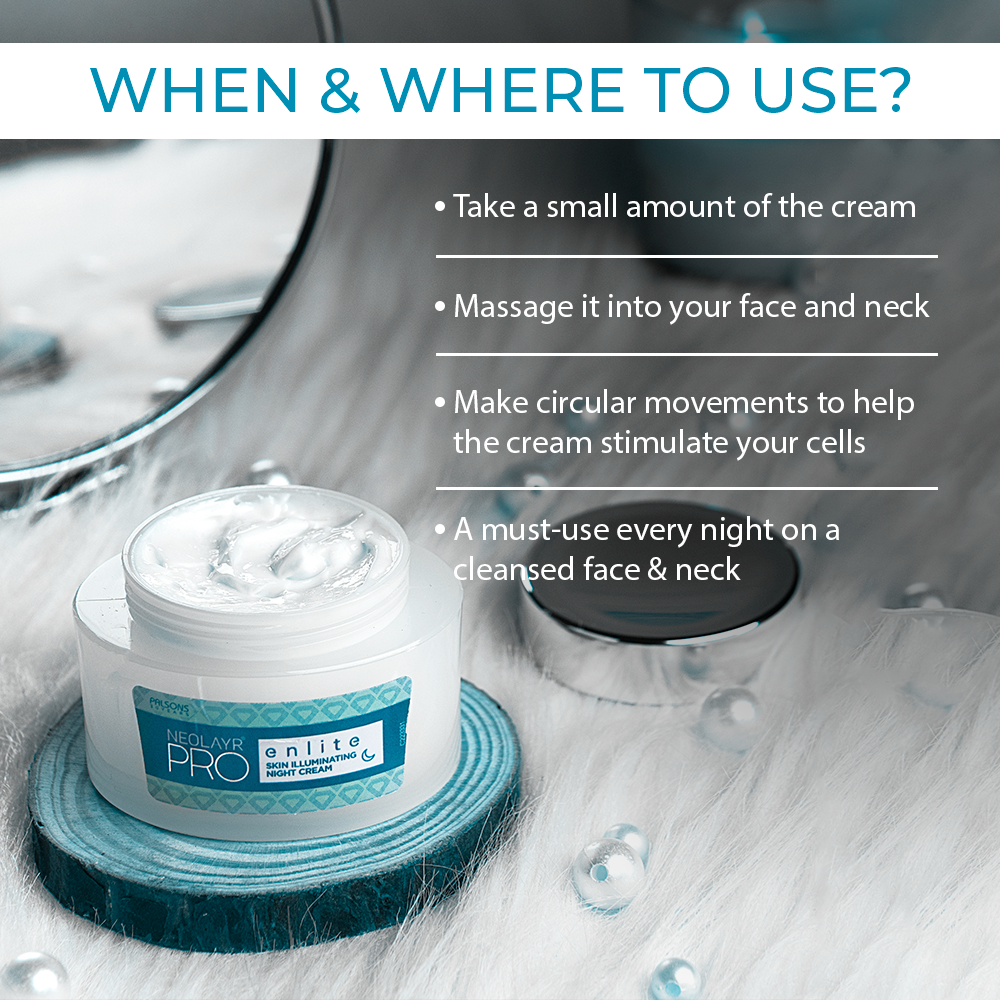 WHEN & WHERE TO USE?
• Take a small amount of the cream
• Massage it into your face and neck
• Make circular movements to help
the cream stimulate your cells
• A must-use every night on a
cleansed face & neck
PALSONS
NEOLAYR®
PRO
enlite
SKIN ILLUMINATING
NIGHT CREAM